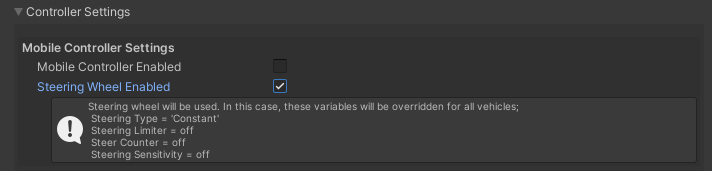 Controller Settings
Mobile Controller Settings
Mobile Controller Enabled
Steering Wheel Enabled
Steering wheel will be used. In this case, these variables will be overridden for all vehicles;
Steering Type = 'Constant'
Steering Limiter = off
Steer Counter = off
Steering Sensitivity = off